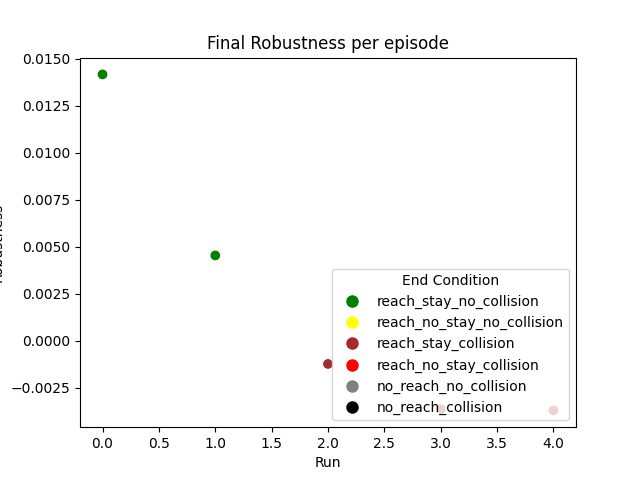 Final Robustness per episode
0.0150
0.0125
0.0100
0.0075
0.0050
0.0025
0.0000
−0.0025
Robustness
End Condition
reach_stay_no_collision
reach_no_stay_no_collision
reach_stay_collision
reach_no_stay_collision
no_reach_no_collision
no_reach_collision
0.0 0.5 1.0 1.5 2.0 2.5 3.0 3.5 4.0
Run